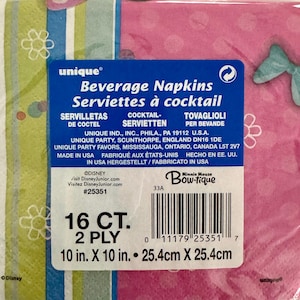 unique®
Beverage Napkins
Serviettes à cocktail
SERVILLETAS DE COCTEL
COCKTAIL-SERVIETTEN
TOVAGLIOLI PER BEVANDE
UNIQUE IND., INC., PHILA., PA 19112 U.S.A.
UNIQUE PARTY, SCUNTHORPE, ENGLAND DN16 1DE
UNIQUE PARTY FAVORS, MISSISSAUGA, ONTARIO, CANADA L5T 2V7
MADE IN USA FABRIQUÉ AUX ÉTATS-UNIS HECHO EN EE. UU.
IN USA HERGESTELLT / FABBRICATO IN USA
©DISNEY
Visit DisneyJunior.com
Visitez DisneyJunior.com
#25351
33A
Minnie Mouse
Bow-tique
16 CT.
2 PLY
0 11179 25351 7
10 in. X 10 in. • 25.4cm X 25.4cm
© Disney